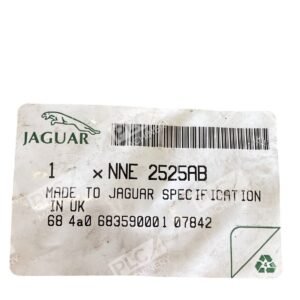 JAGUAR
1 x NNE 2525AB
MADE TO JAGUAR SPECIFICATION
IN UK
68 4a0 683590001 07842